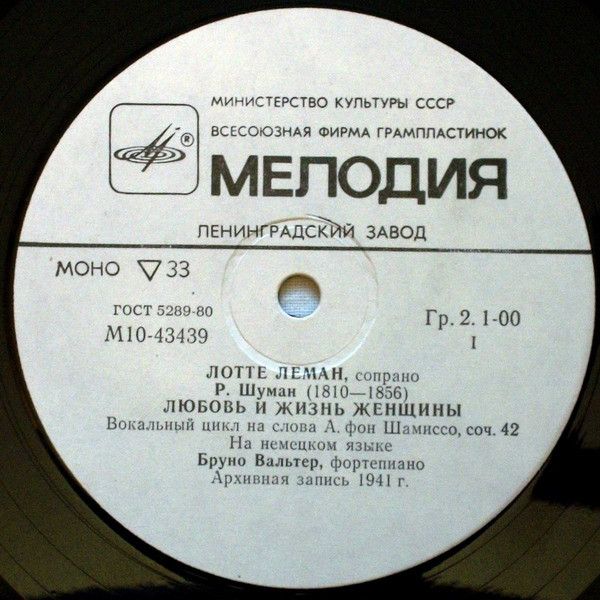 МИНИСТЕРСТВО КУЛЬТУРЫ СССР
ВСЕСОЮЗНАЯ ФИРМА ГРАМПЛАСТИНОК
®
МЕЛОДИЯ
ЛЕНИНГРАДСКИЙ ЗАВОД
МОНО ▽ 33
ГОСТ 5289-80
М10-43439
Гр. 2. 1-00
I
ЛОТТЕ ЛЕМАН, сопрано
Р. Шуман (1810—1856)
ЛЮБОВЬ И ЖИЗНЬ ЖЕНЩИНЫ
Вокальный цикл на слова А. фон Шамиссо, соч. 42
На немецком языке
Бруно Вальтер, фортепиано
Архивная запись 1941 г.